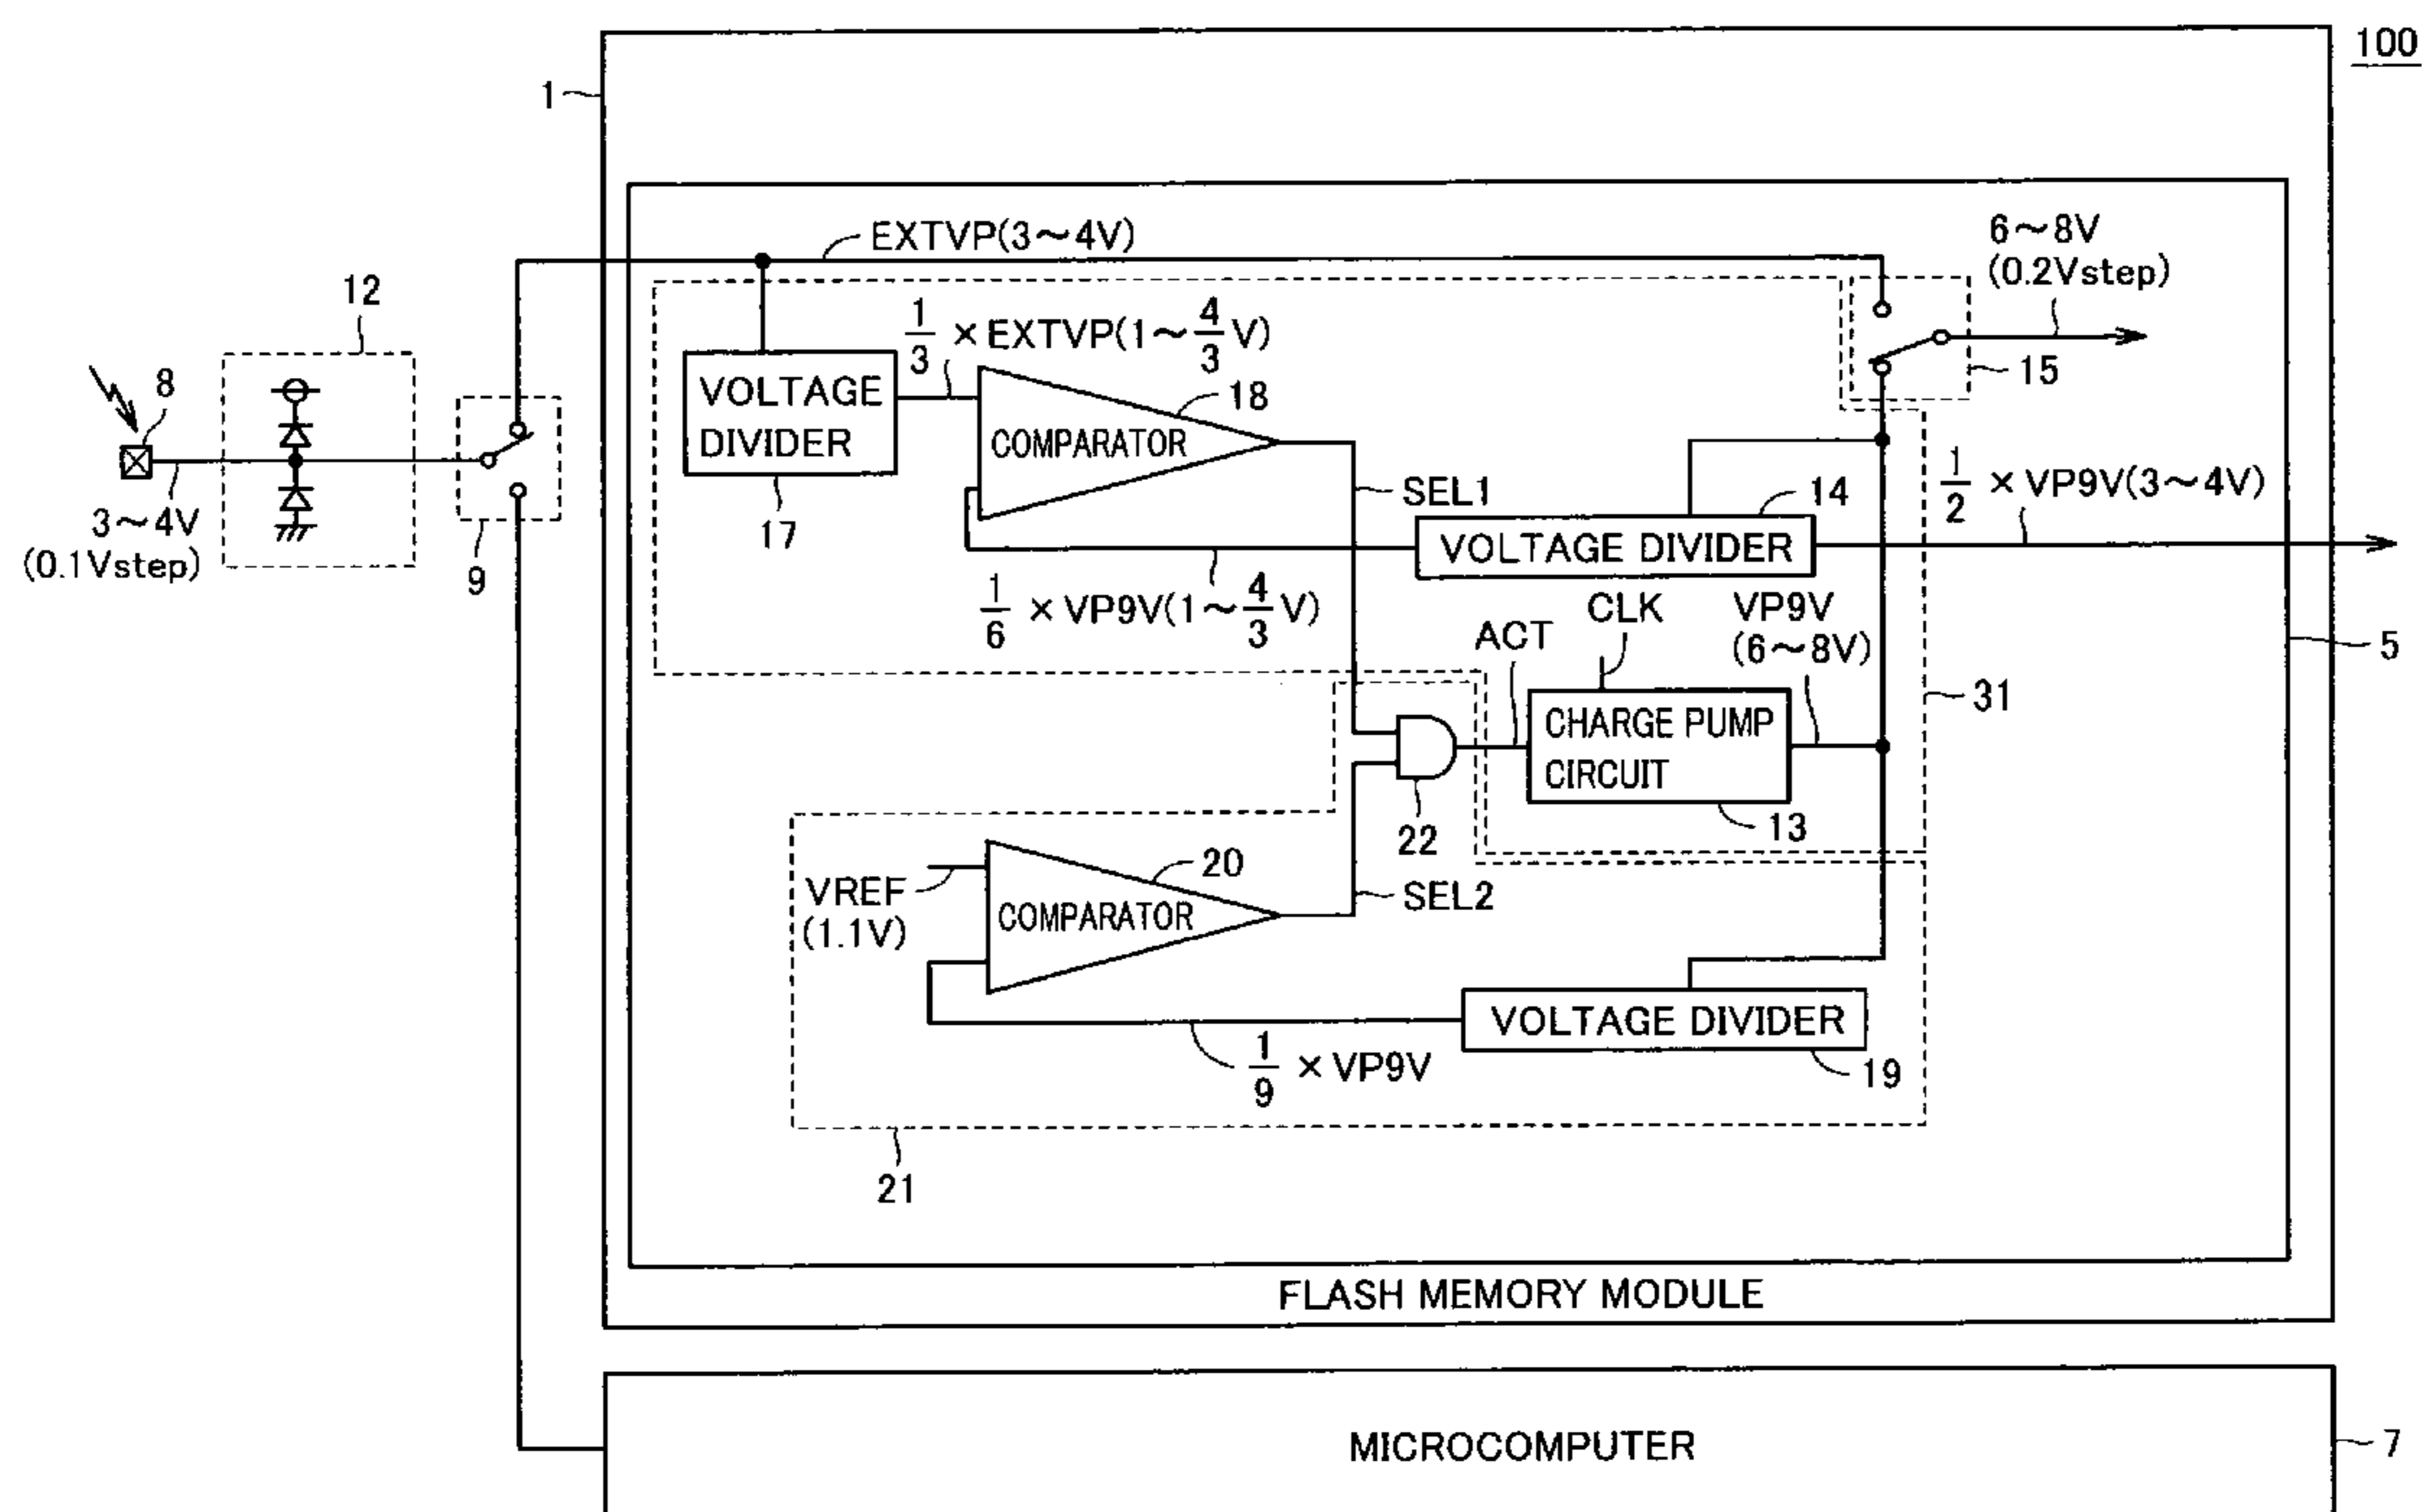 100
1
EXTVP(3~4V)
6~8V
(0.2Vstep)
12
8
1/3 × EXTVP(1~4/3 V)
15
VOLTAGE
DIVIDER
18
COMPARATOR
17
3~4V
(0.1Vstep)
9
SEL1
14
1/2 × VP9V(3~4V)
VOLTAGE DIVIDER
1/6 × VP9V(1~4/3 V)
CLK
VP9V
(6~8V)
ACT
5
31
CHARGE PUMP
CIRCUIT
22
13
20
VREF
(1.1V)
COMPARATOR
SEL2
VOLTAGE DIVIDER
1/9 × VP9V
19
21
FLASH MEMORY MODULE
MICROCOMPUTER
7